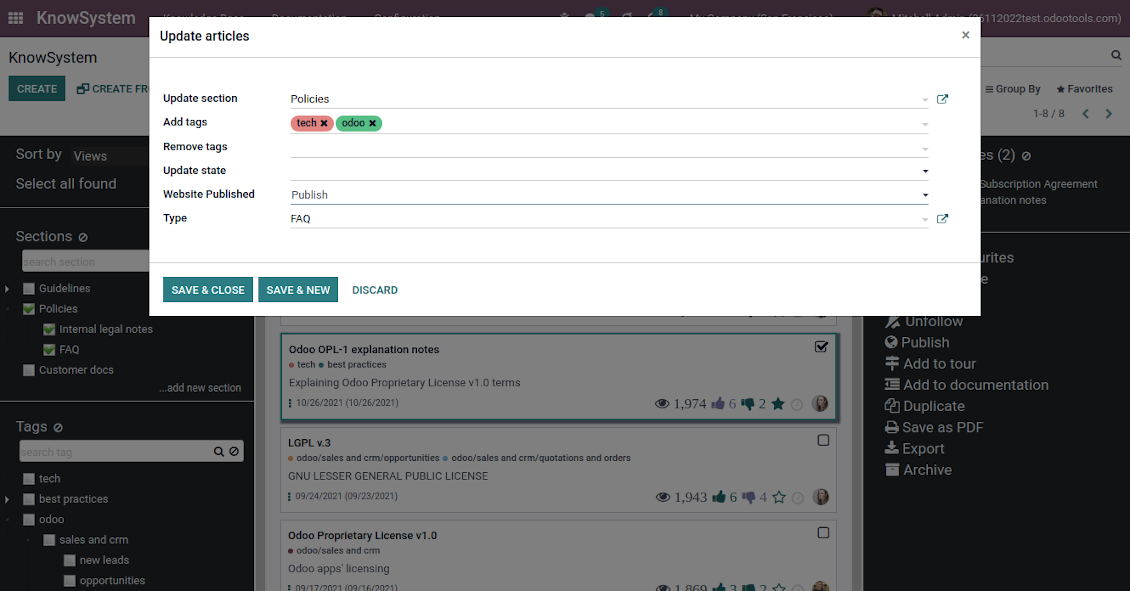 KnowSystem
Knowledge Base Documentation Configuration 5 8 My Company (San Francisco) Mitchell Admin (06112022test.odootools.com)
Update articles ×
KnowSystem
CREATE
CREATE FR
Group By
Favorites
1-8 / 8
Update section Policies
Add tags tech odoo
Remove tags
Update state
Website Published Publish
Type FAQ
SAVE & CLOSE SAVE & NEW DISCARD
Sort by Views
Select all found
Sections
search section
Guidelines
Policies
Internal legal notes
FAQ
Customer docs
...add new section
Tags
search tag
tech
best practices
odoo
sales and crm
new leads
opportunities
Odoo OPL-1 explanation notes
tech best practices
Explaining Odoo Proprietary License v1.0 terms
10/26/2021 (10/26/2021) 1,974 6 2
LGPL v.3
odoo/sales and crm/opportunities odoo/sales and crm/quotations and orders
GNU LESSER GENERAL PUBLIC LICENSE
09/24/2021 (09/23/2021) 1,943 6 4
Odoo Proprietary License v1.0
odoo/sales and crm
Odoo apps' licensing
09/17/2021 (09/16/2021) 1,869 3 2
es (2)
Subscription Agreement
anation notes
urites
e
Unfollow
Publish
Add to tour
Add to documentation
Duplicate
Save as PDF
Export
Archive